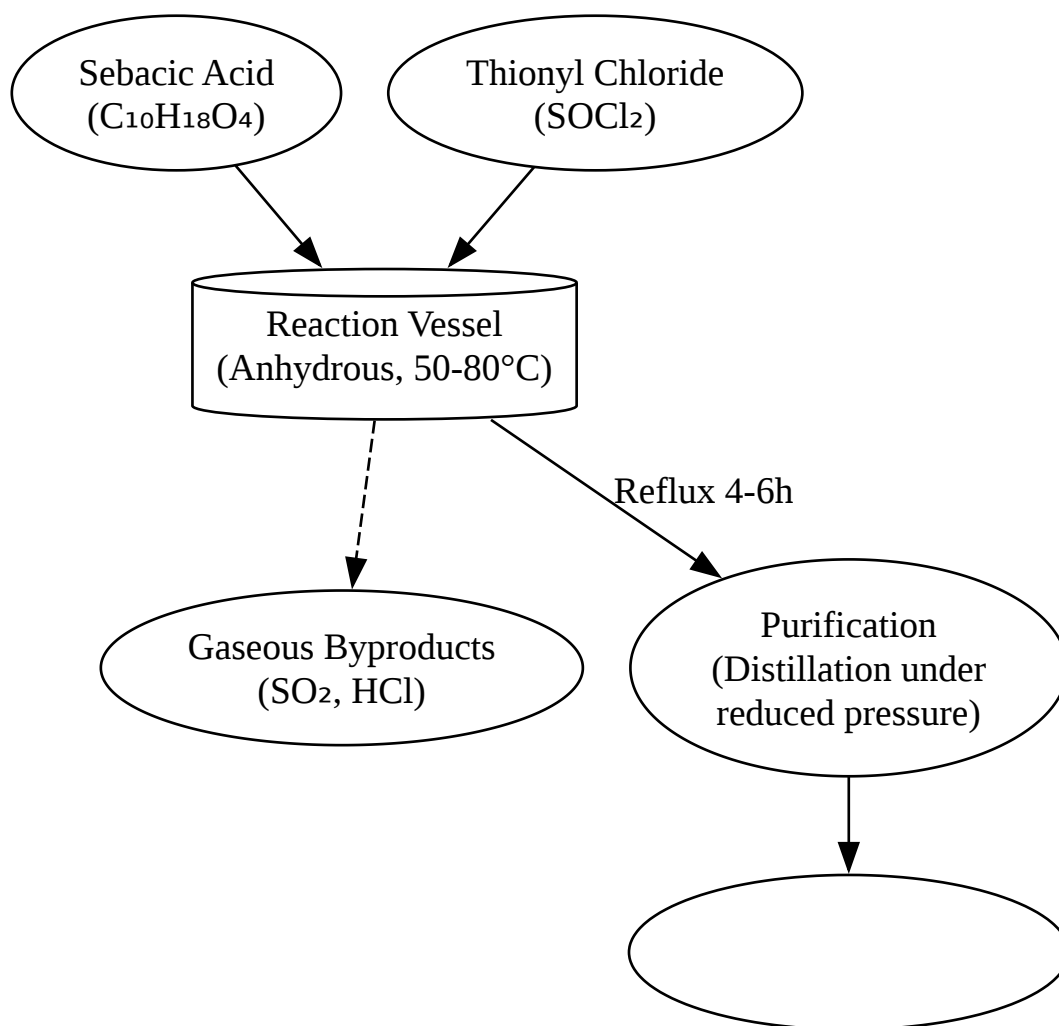 Sebacic Acid
(C₁₀H₁₈O₄)
Thionyl Chloride
(SOCl₂)
Reaction Vessel
(Anhydrous, 50-80°C)
Reflux 4-6h
Gaseous Byproducts
(SO₂, HCl)
Purification
(Distillation under
reduced pressure)